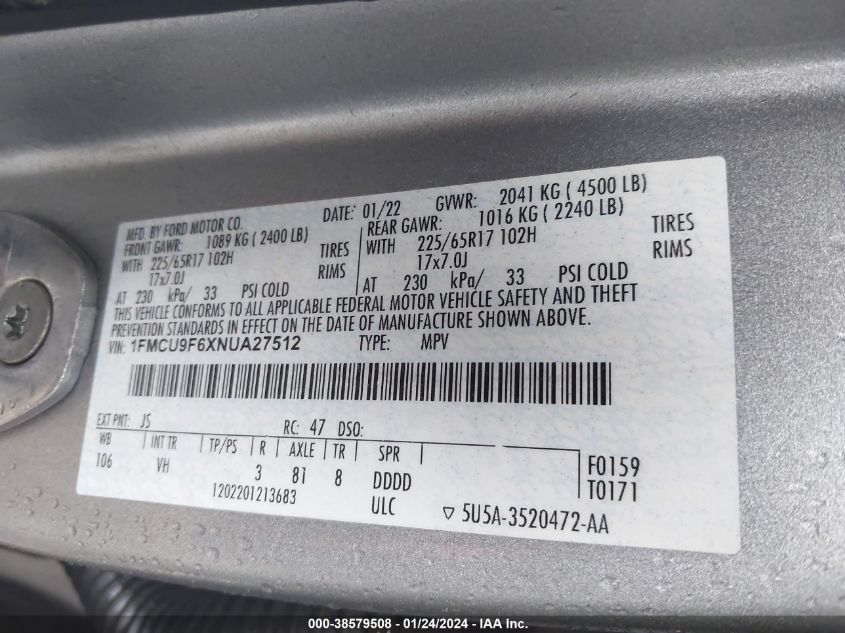 MFD. BY FORD MOTOR CO.
DATE: 01/22 GVWR: 2041 KG ( 4500 LB)
FRONT GAWR: 1089 KG ( 2400 LB)
REAR GAWR: 1016 KG ( 2240 LB)
WITH 225/65R17 102H TIRES
WITH 225/65R17 102H TIRES
17x7.0J RIMS
17x7.0J RIMS
AT 230 kPa/ 33 PSI COLD
AT 230 kPa/ 33 PSI COLD
THIS VEHICLE CONFORMS TO ALL APPLICABLE FEDERAL MOTOR VEHICLE SAFETY AND THEFT
PREVENTION STANDARDS IN EFFECT ON THE DATE OF MANUFACTURE SHOWN ABOVE.
VIN: 1FMCU9F6XNUA27512 TYPE: MPV
EXT PNT: JS RC: 47 DSO:
WB INT TR TP/PS R AXLE TR SPR
106 VH 3 81 8 DDDD
F0159
T0171
1202201213683 ULC
5U5A-3520472-AA
000-38579508 - 01/24/2024 - IAA Inc.